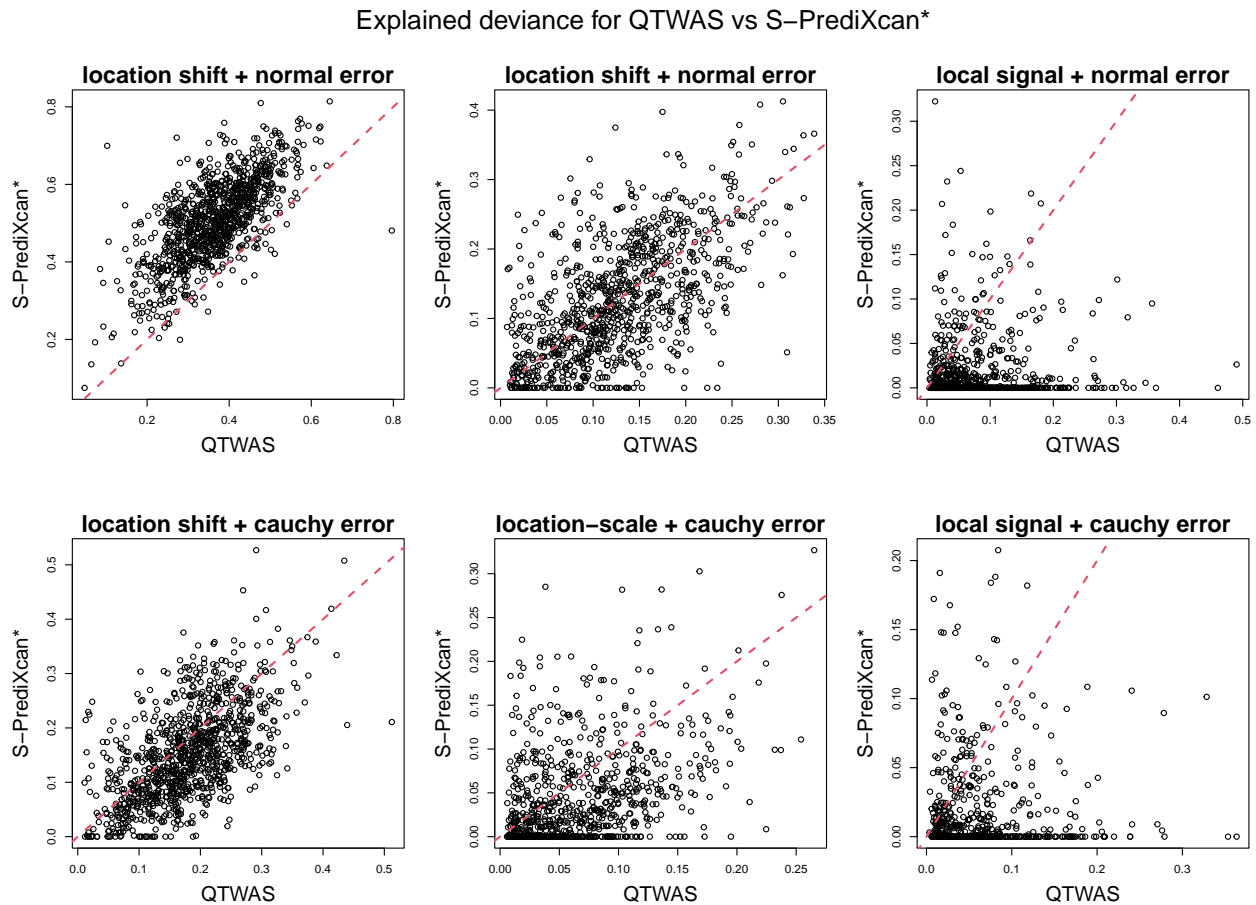 Explained deviance for QTWAS vs S−PrediXcan*
location shift + normal error
location shift + normal error
local signal + normal error
S−PrediXcan*
0.2 0.4 0.6 0.8
0.2 0.4 0.6 0.8
QTWAS
S−PrediXcan*
0.0 0.1 0.2 0.3 0.4
0.00 0.05 0.10 0.15 0.20 0.25 0.30 0.35
QTWAS
S−PrediXcan*
0.00 0.05 0.10 0.15 0.20 0.25 0.30
0.0 0.1 0.2 0.3 0.4 0.5
QTWAS
location shift + cauchy error
location−scale + cauchy error
local signal + cauchy error
S−PrediXcan*
0.0 0.1 0.2 0.3 0.4 0.5
0.0 0.1 0.2 0.3 0.4 0.5
QTWAS
S−PrediXcan*
0.00 0.05 0.10 0.15 0.20 0.25 0.30
0.00 0.05 0.10 0.15 0.20 0.25
QTWAS
S−PrediXcan*
0.00 0.05 0.10 0.15 0.20
0.0 0.1 0.2 0.3
QTWAS